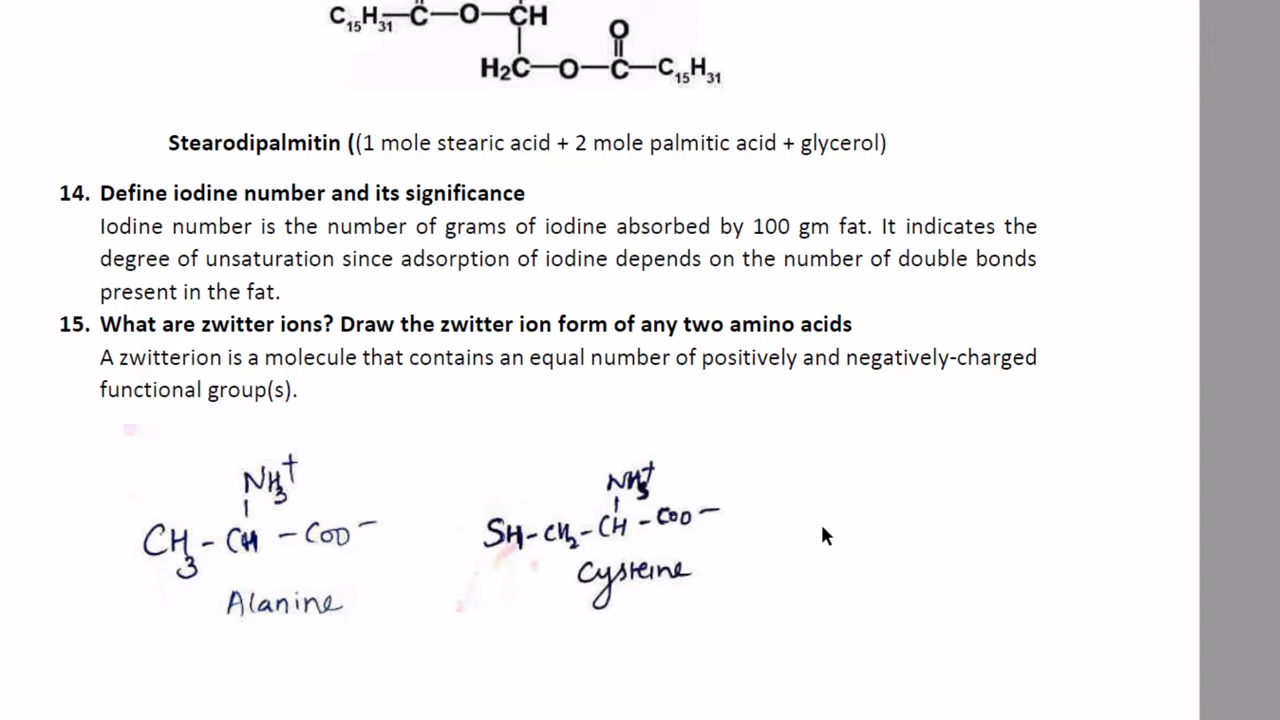 C15H31—C—O—CH
O
H2C—O—C—C15H31
Stearodipalmitin ((1 mole stearic acid + 2 mole palmitic acid + glycerol)
14. Define iodine number and its significance
Iodine number is the number of grams of iodine absorbed by 100 gm fat. It indicates the
degree of unsaturation since adsorption of iodine depends on the number of double bonds
present in the fat.
15. What are zwitter ions? Draw the zwitter ion form of any two amino acids
A zwitterion is a molecule that contains an equal number of positively and negatively-charged
functional group(s).
NH3+
CH3 - CH - COO-
Alanine
NH3+
SH - CH2 - CH - COO-
Cysteine